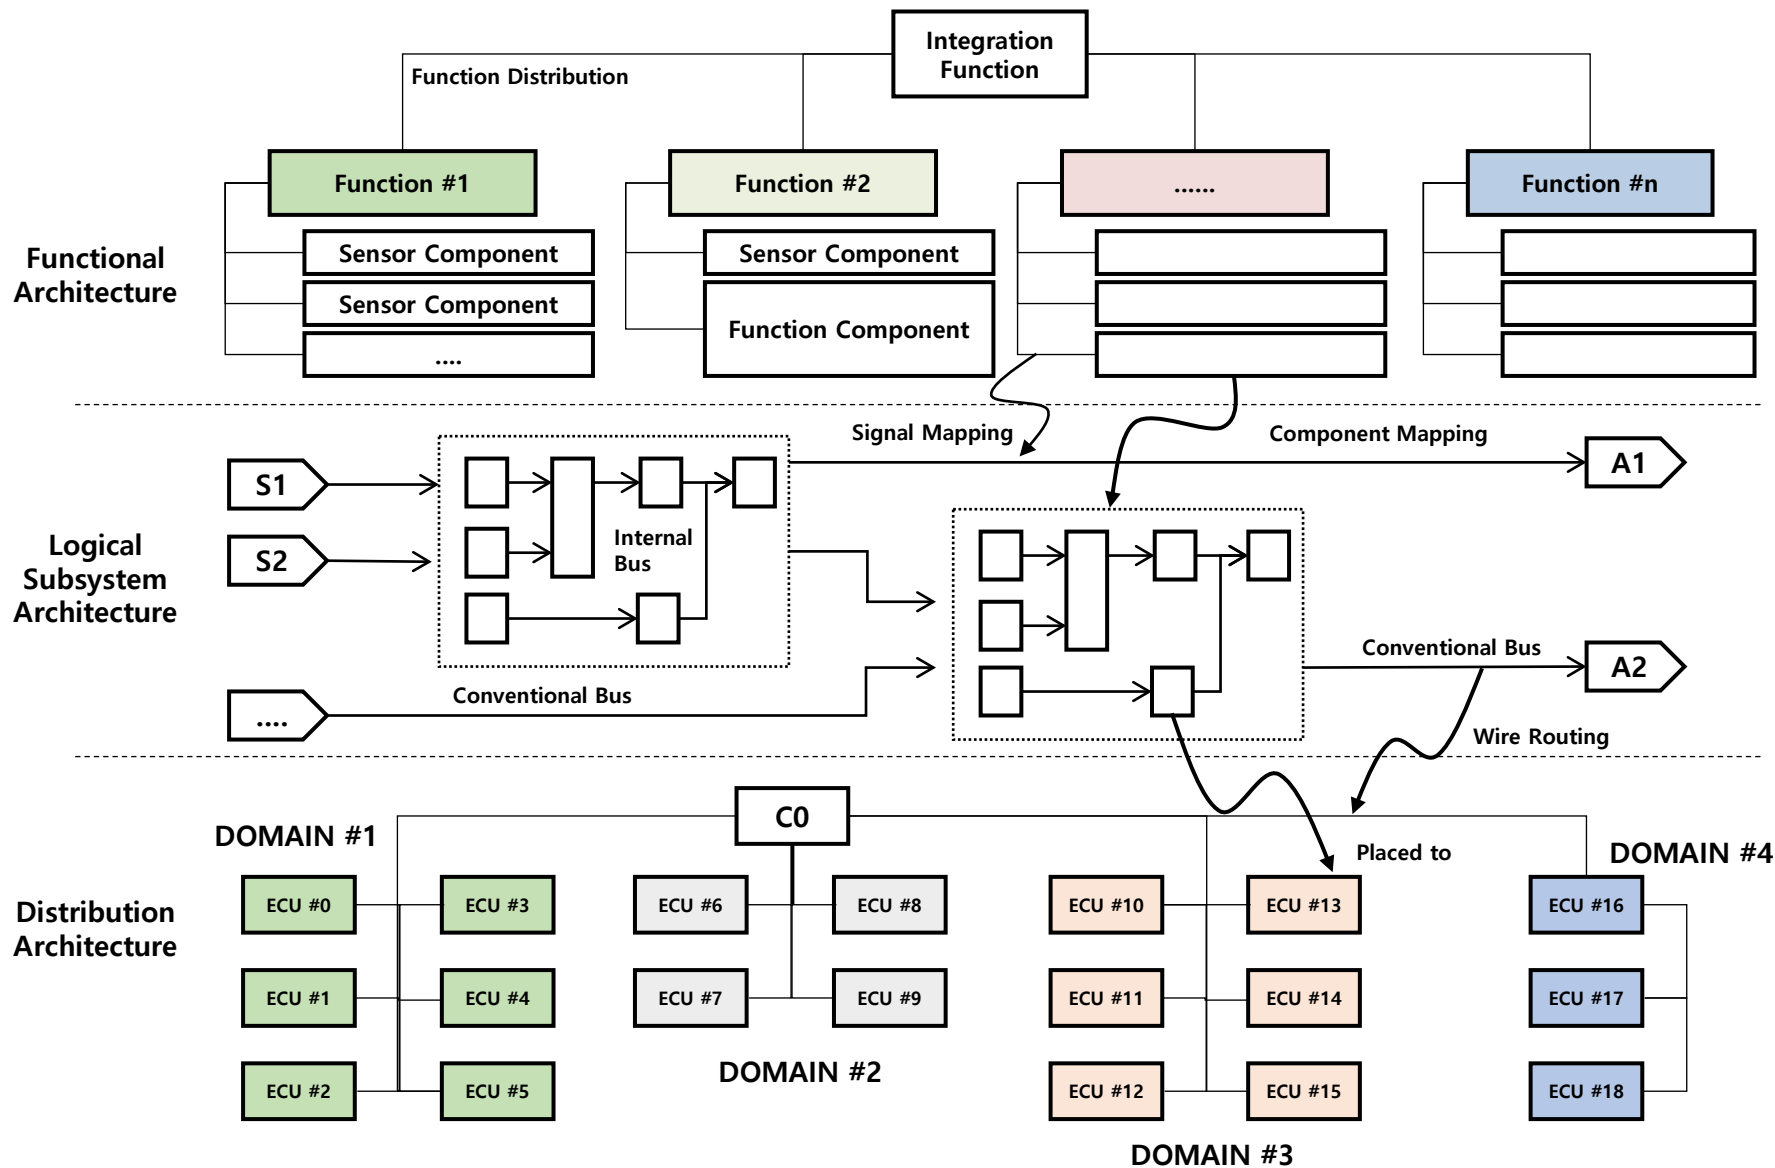 Integration
Function
Function Distribution
Function #1
Function #2
......
Function #n
Functional
Architecture
Sensor Component
Sensor Component
....
Sensor Component
Function Component
Signal Mapping
Component Mapping
S1
S2
....
Logical
Subsystem
Architecture
Internal
Bus
Conventional Bus
A1
Conventional Bus
A2
Wire Routing
C0
Placed to
DOMAIN #1
DOMAIN #4
Distribution
Architecture
ECU #0
ECU #3
ECU #6
ECU #8
ECU #10
ECU #13
ECU #16
ECU #1
ECU #4
ECU #7
ECU #9
ECU #11
ECU #14
ECU #17
ECU #2
ECU #5
DOMAIN #2
ECU #12
ECU #15
ECU #18
DOMAIN #3